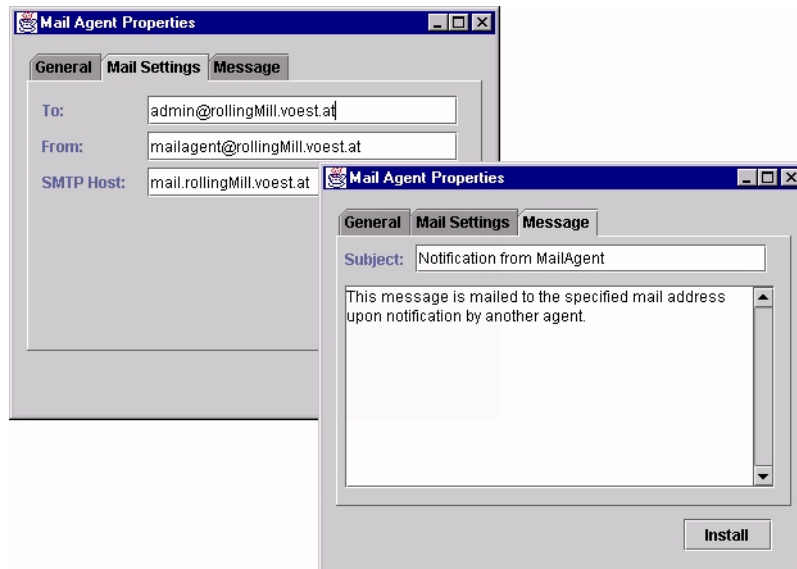 Mail Agent Properties
General Mail Settings Message
To: admin@rollingMill.voest.at
From: mailagent@rollingMill.voest.at
SMTP Host: mail.rollingMill.voest.at
Mail Agent Properties
General Mail Settings Message
Subject: Notification from MailAgent
This message is mailed to the specified mail address
upon notification by another agent.
Install